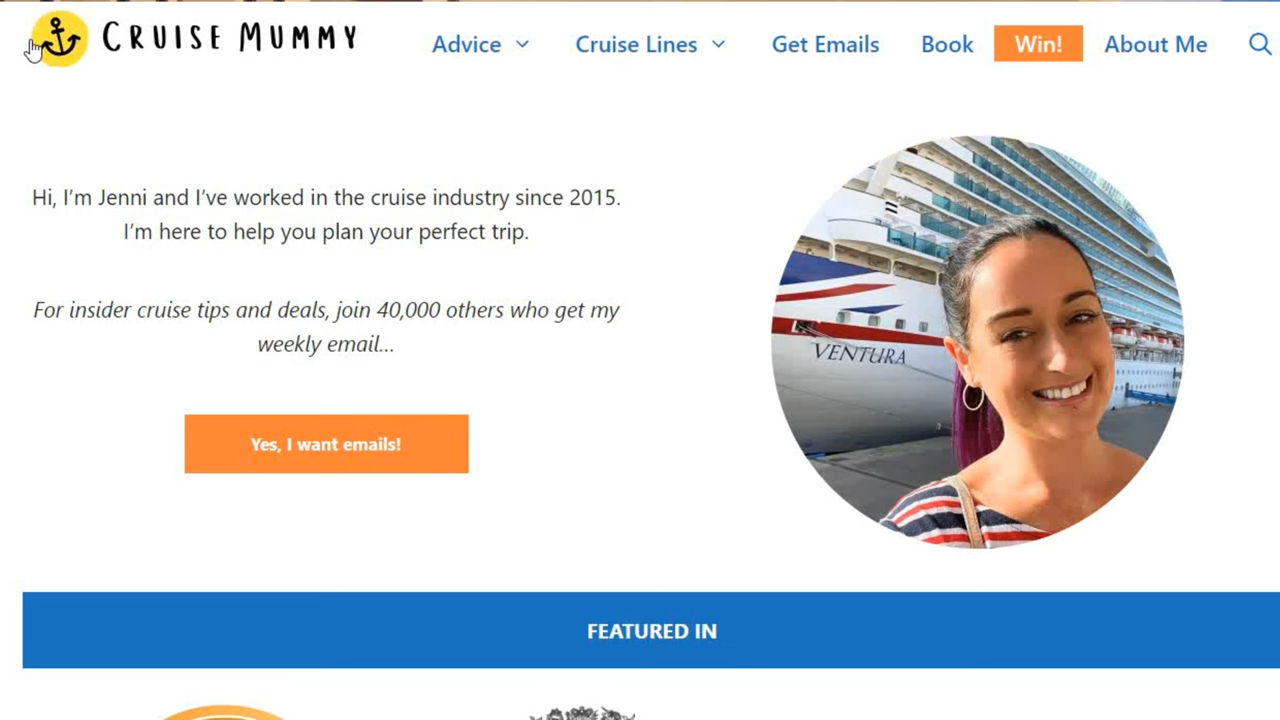 CRUISE MUMMY
Advice
Cruise Lines
Get Emails
Book
Win!
About Me
Hi, I'm Jenni and I've worked in the cruise industry since 2015.
I'm here to help you plan your perfect trip.
For insider cruise tips and deals, join 40,000 others who get my
weekly email...
Yes, I want emails!
VENTURA
FEATURED IN